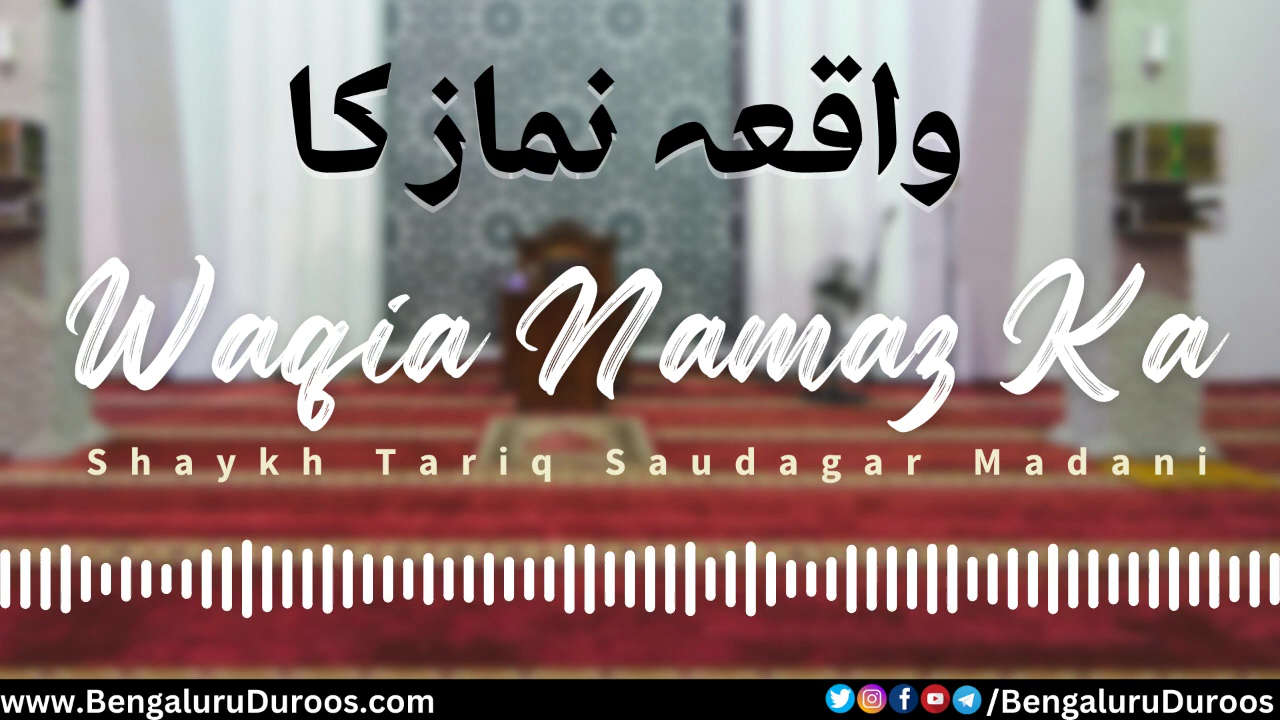 واقعہ نماز کا
Waqia Namaz Ka
Shaykh Tariq Saudagar Madani
www.BengaluruDuroos.com
/BengaluruDuroos